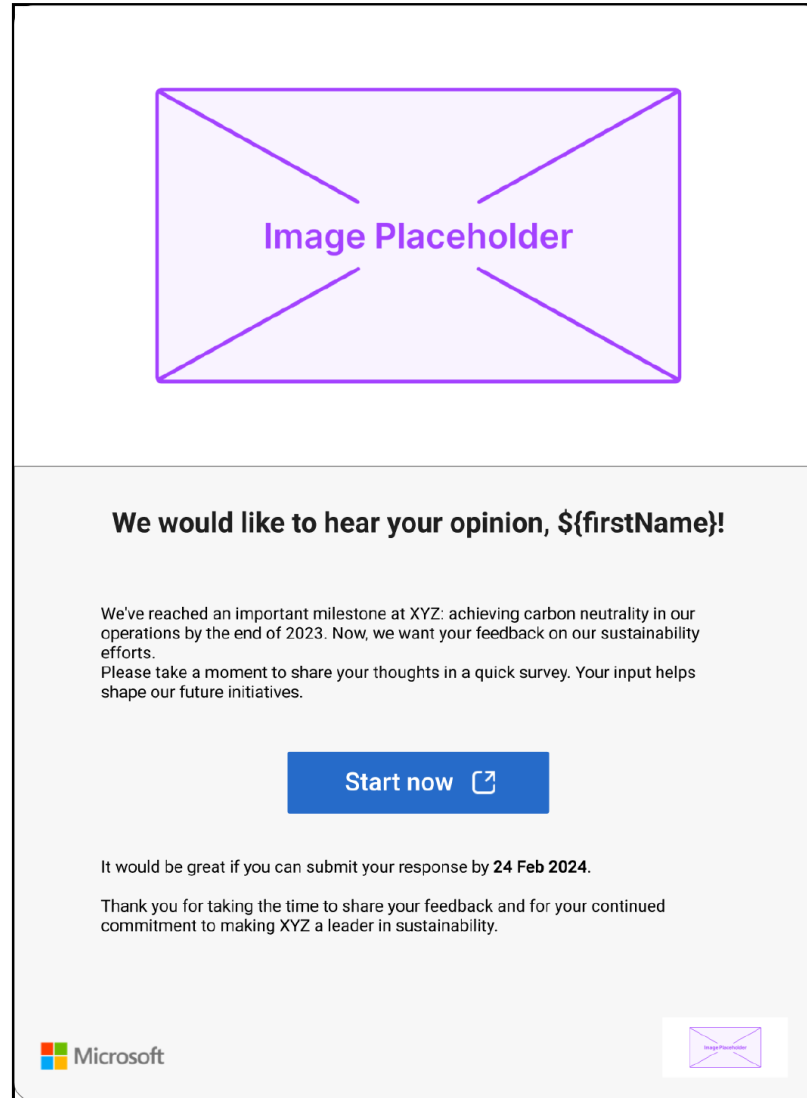 Image Placeholder
We would like to hear your opinion, ${firstName}!
We've reached an important milestone at XYZ: achieving carbon neutrality in our
operations by the end of 2023. Now, we want your feedback on our sustainability
efforts.
Please take a moment to share your thoughts in a quick survey. Your input helps
shape our future initiatives.
Start now
It would be great if you can submit your response by 24 Feb 2024.
Thank you for taking the time to share your feedback and for your continued
commitment to making XYZ a leader in sustainability.
Microsoft
Image Placeholder